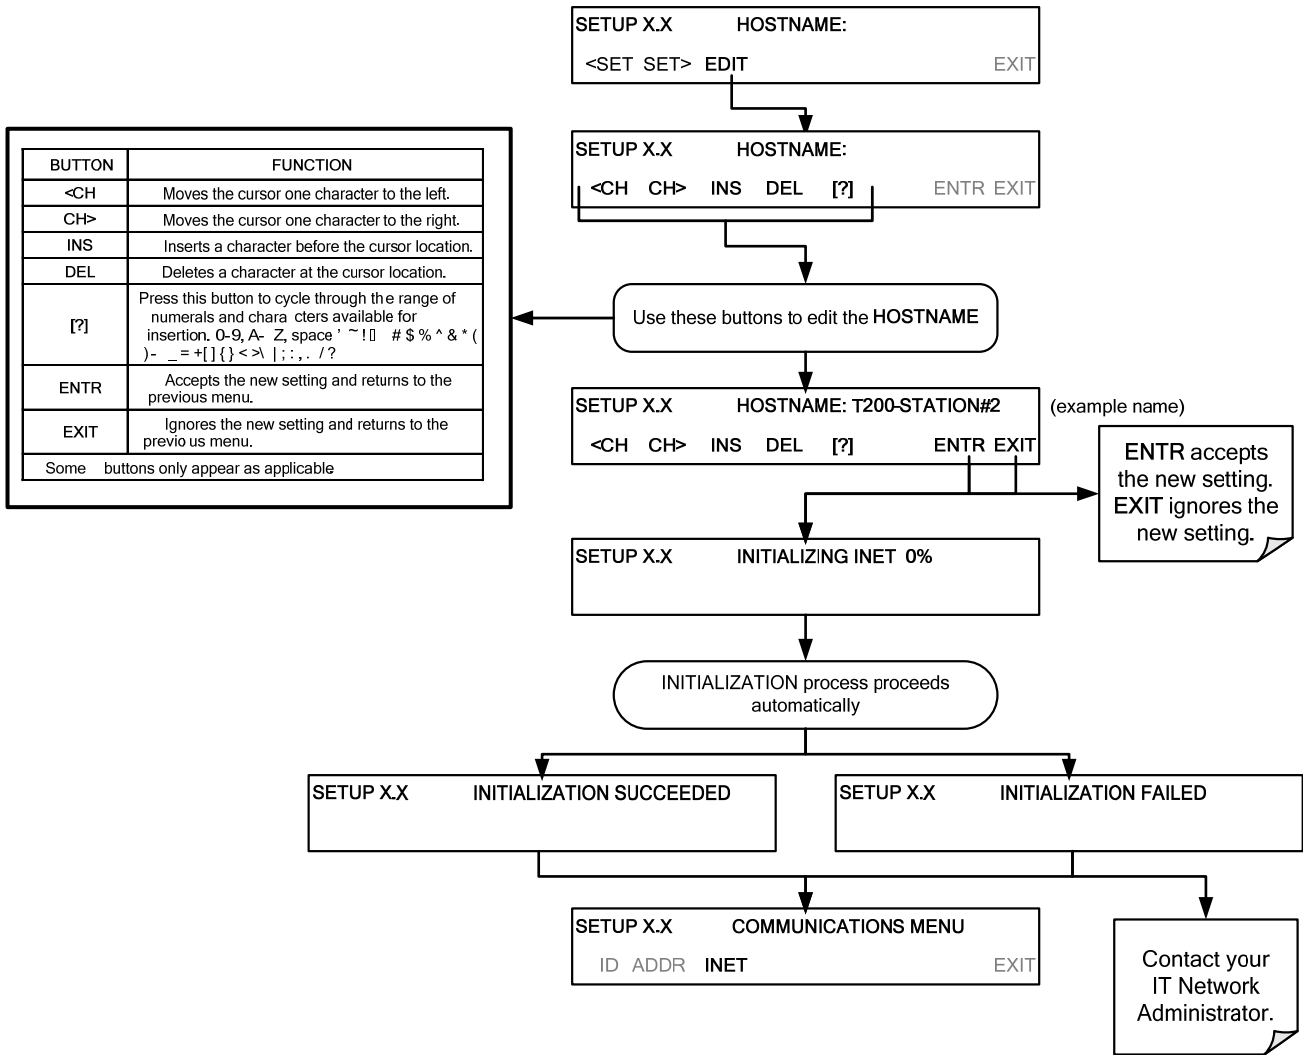 SETUP X.X HOSTNAME:
<SET SET> EDIT EXIT
SETUP X.X HOSTNAME:
<CH CH> INS DEL [?] ENTR EXIT
BUTTON FUNCTION
<CH Moves the cursor one character to the left.
CH> Moves the cursor one character to the right.
INS Inserts a character before the cursor location.
DEL Deletes a character at the cursor location.
[?] Press this button to cycle through the range of
numerals and chara cters available for
insertion. 0-9, A- Z, space ' ~ ! ▯ # $ % ^ & * (
)- _ = +[ ] { } < >\ | ; : , . / ?
ENTR Accepts the new setting and returns to the
previous menu.
EXIT Ignores the new setting and returns to the
previo us menu.
Some buttons only appear as applicable.
Use these buttons to edit the HOSTNAME
SETUP X.X HOSTNAME: T200-STATION#2
<CH CH> INS DEL [?] ENTR EXIT
(example name)
ENTR accepts
the new setting.
EXIT ignores the
new setting.
SETUP X.X INITIALIZING INET 0%
INITIALIZATION process proceeds
automatically
SETUP X.X INITIALIZATION SUCCEEDED
SETUP X.X INITIALIZATION FAILED
SETUP X.X COMMUNICATIONS MENU
ID ADDR INET EXIT
Contact your
IT Network
Administrator.